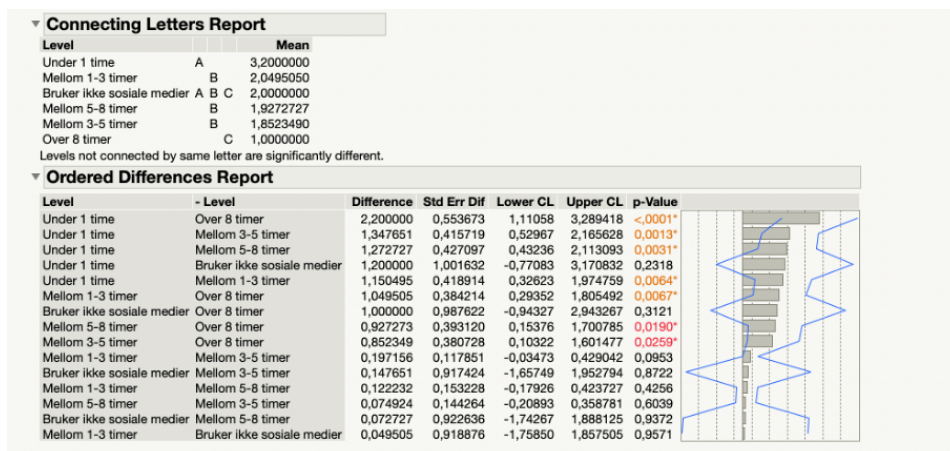 Connecting Letters Report
Level Mean
Under 1 time A 3,2000000
Mellom 1-3 timer B 2,0495050
Bruker ikke sosiale medier A B C 2,0000000
Mellom 5-8 timer B 1,9272727
Mellom 3-5 timer B 1,8523490
Over 8 timer C 1,0000000
Levels not connected by same letter are significantly different.
Ordered Differences Report
Level - Level Difference Std Err Dif Lower CL Upper CL p-Value
Under 1 time Over 8 timer 2,200000 0,553673 1,11058 3,289418 <,0001*
Under 1 time Mellom 3-5 timer 1,347651 0,415719 0,52967 2,165628 0,0013*
Under 1 time Mellom 5-8 timer 1,272727 0,427097 0,43236 2,113093 0,0031*
Under 1 time Bruker ikke sosiale medier 1,200000 1,001632 -0,77083 3,170832 0,2318
Under 1 time Mellom 1-3 timer 1,150495 0,418914 0,32623 1,974759 0,0064*
Mellom 1-3 timer Over 8 timer 1,049505 0,384214 0,29352 1,805492 0,0067*
Bruker ikke sosiale medier Over 8 timer 1,000000 0,987622 -0,94327 2,943267 0,3121
Mellom 5-8 timer Over 8 timer 0,927273 0,393120 0,15376 1,700785 0,0190*
Mellom 3-5 timer Over 8 timer 0,852349 0,380728 0,10322 1,601477 0,0259*
Mellom 1-3 timer Mellom 3-5 timer 0,197156 0,117851 -0,03473 0,429042 0,0953
Bruker ikke sosiale medier Mellom 3-5 timer 0,147651 0,917424 -1,65749 1,952794 0,8722
Mellom 1-3 timer Mellom 5-8 timer 0,122232 0,153228 -0,17926 0,423727 0,4256
Mellom 5-8 timer Mellom 3-5 timer 0,074924 0,144264 -0,20893 0,358781 0,6039
Bruker ikke sosiale medier Mellom 5-8 timer 0,072727 0,922636 -1,74267 1,888125 0,9372
Mellom 1-3 timer Bruker ikke sosiale medier 0,049505 0,918876 -1,75850 1,857505 0,9571